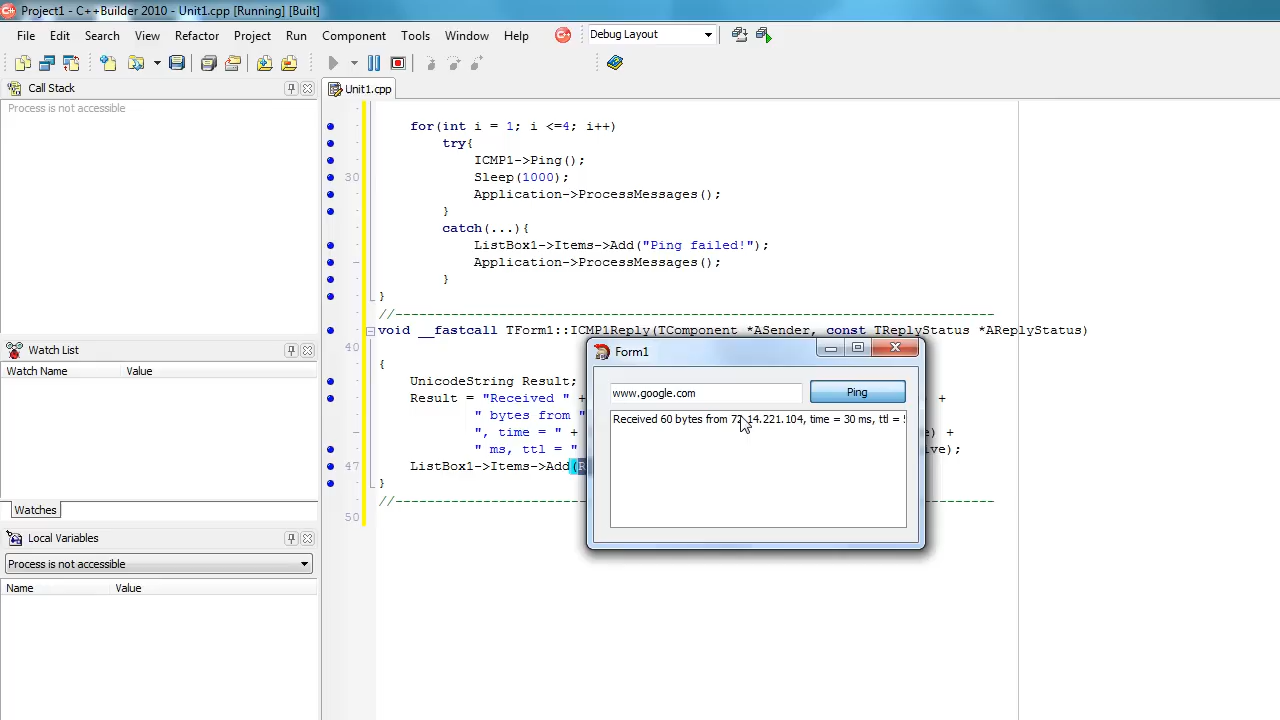 Project1 - C++Builder 2010 - Unit1.cpp [Running] [Built]
File Edit Search View Refactor Project Run Component Tools Window Help Debug Layout
Call Stack
Process is not accessible
Unit1.cpp
for(int i = 1; i <=4; i++)
try{
ICMP1->Ping();
30 Sleep(1000);
Application->ProcessMessages();
}
catch(...){
ListBox1->Items->Add("Ping failed!");
Application->ProcessMessages();
}
}
//
void __fastcall TForm1::ICMP1Reply(TComponent *ASender, const TReplyStatus *AReplyStatus)
40
{
UnicodeString Result;
Result = "Received " +
" bytes from "
", time = " + ) +
" ms, ttl = " );
47 ListBox1->Items->Add(R
}
//
50
Form1
www.google.com Ping
Received 60 bytes from 72.14.221.104, time = 30 ms, ttl =
Watch List
Watch Name Value
Watches
Local Variables
Process is not accessible
Name Value